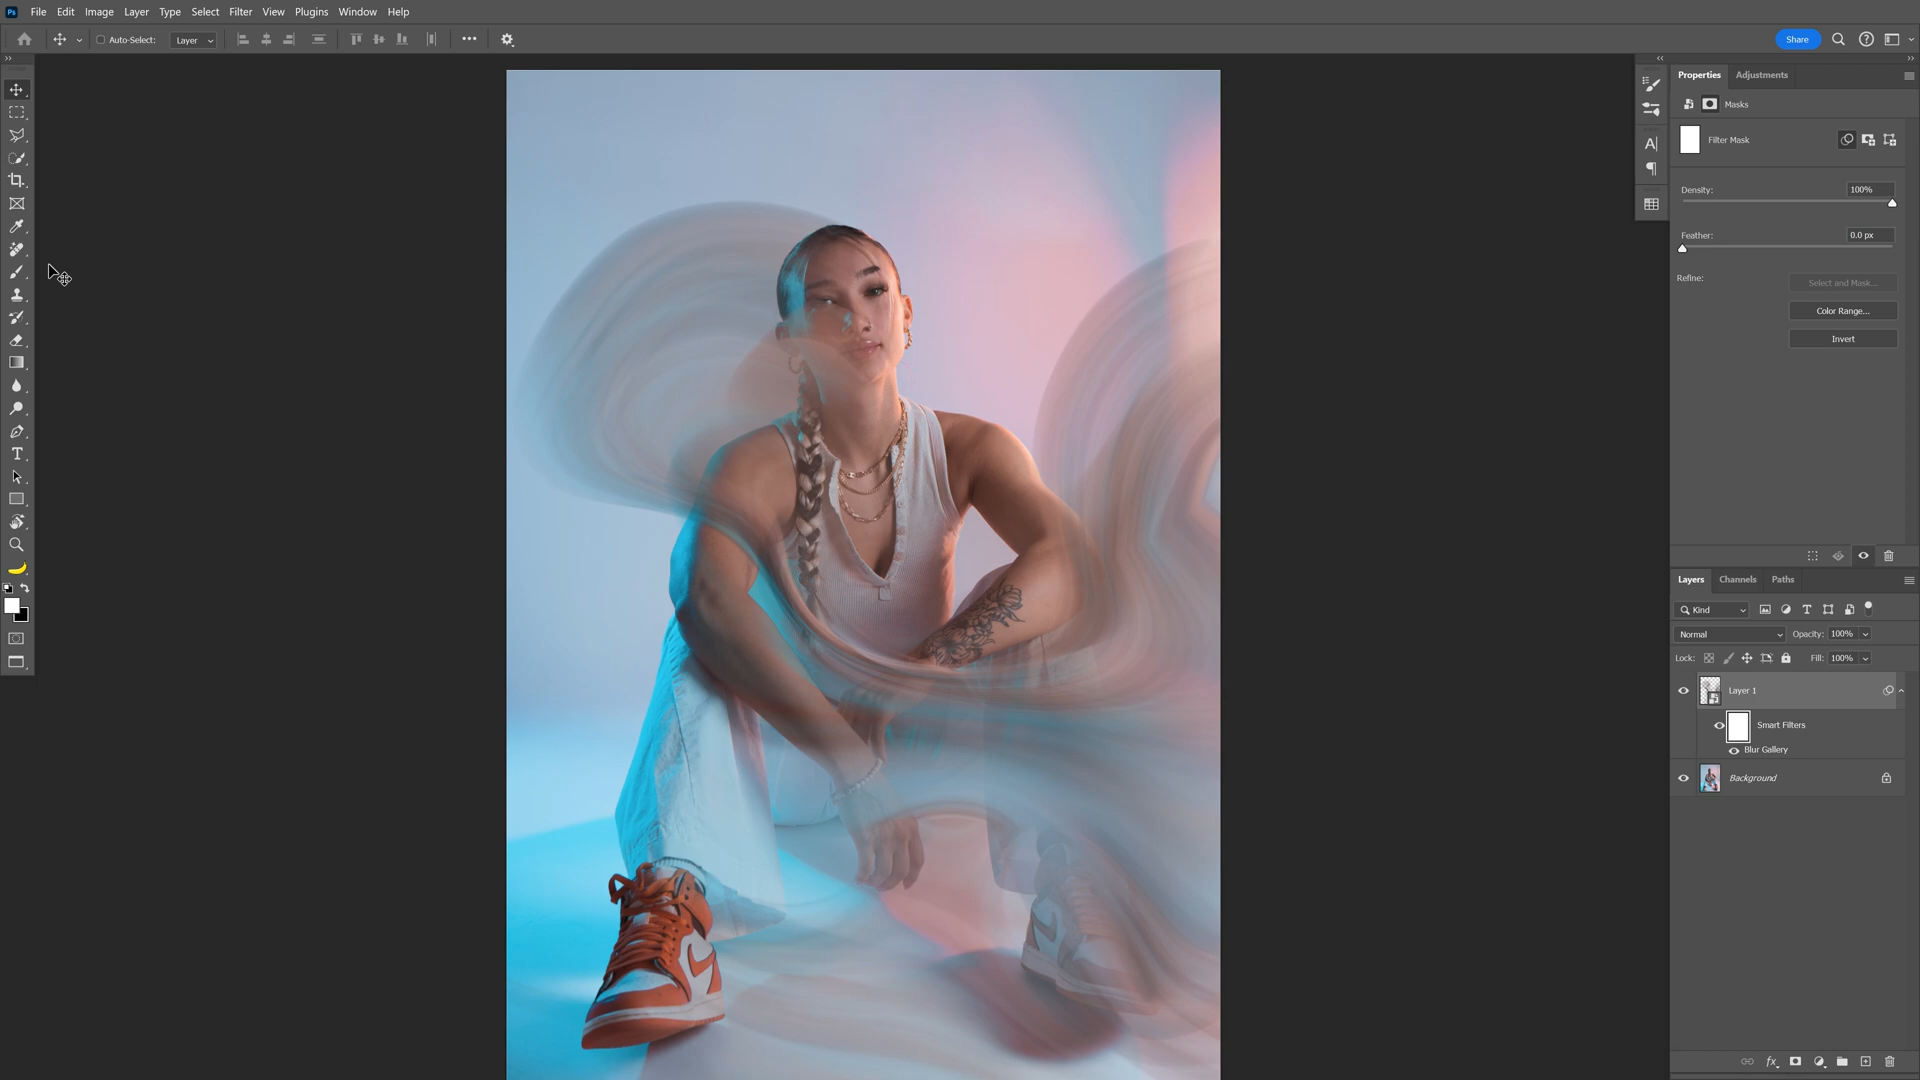 Ps File Edit Image Layer Type Select Filter View Plugins Window Help
Auto-Select: Layer Share
Properties Adjustments
Masks
Filter Mask
Density: 100%
Feather: 0.0 px
Refine: Select and Mask...
Color Range...
Invert
Layers Channels Paths
Kind
Normal Opacity: 100%
Lock: Fill: 100%
Layer 1
Smart Filters
Blur Gallery
Background